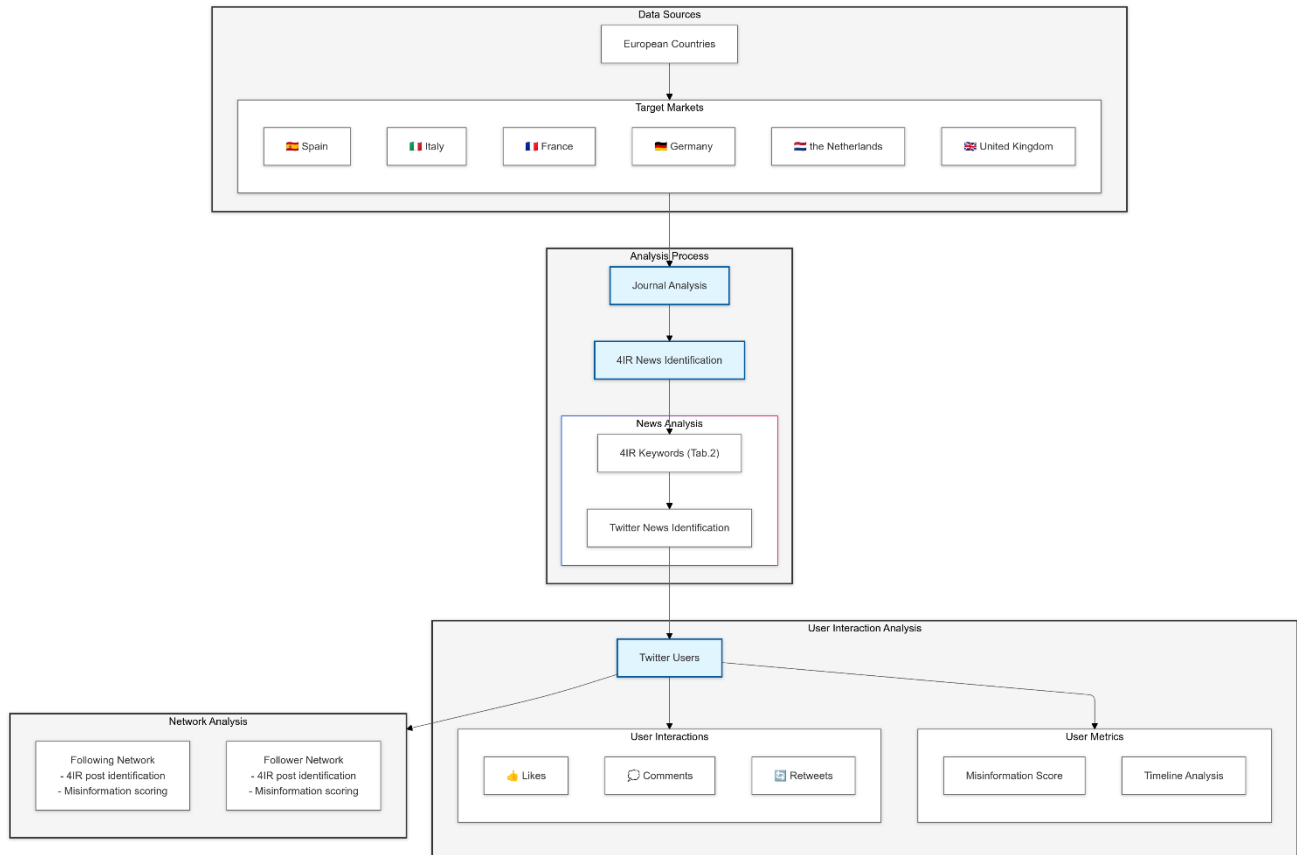 Data Sources
European Countries
Target Markets
🇪🇸 Spain
🇮🇹 Italy
🇫🇷 France
🇩🇪 Germany
🇳🇱 the Netherlands
🇬🇧 United Kingdom
Analysis Process
Journal Analysis
4IR News Identification
News Analysis
4IR Keywords (Tab.2)
Twitter News Identification
User Interaction Analysis
Twitter Users
Network Analysis
Following Network
- 4IR post identification
- Misinformation scoring
Follower Network
- 4IR post identification
- Misinformation scoring
User Interactions
👍 Likes
💭 Comments
🔄 Retweets
User Metrics
Misinformation Score
Timeline Analysis